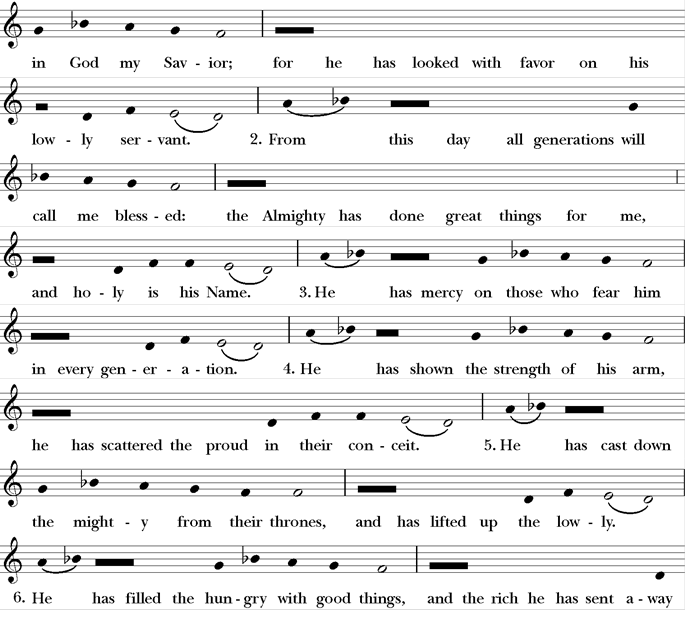 in God my Sav - ior; for he has looked with favor on his
low - ly ser - vant. 2. From this day all generations will
call me bless - ed: the Almighty has done great things for me,
and ho - ly is his Name. 3. He has mercy on those who fear him
in every gen - er - a - tion. 4. He has shown the strength of his arm,
he has scattered the proud in their con - ceit. 5. He has cast down
the might - y from their thrones, and has lifted up the low - ly.
6. He has filled the hun - gry with good things, and the rich he has sent a - way